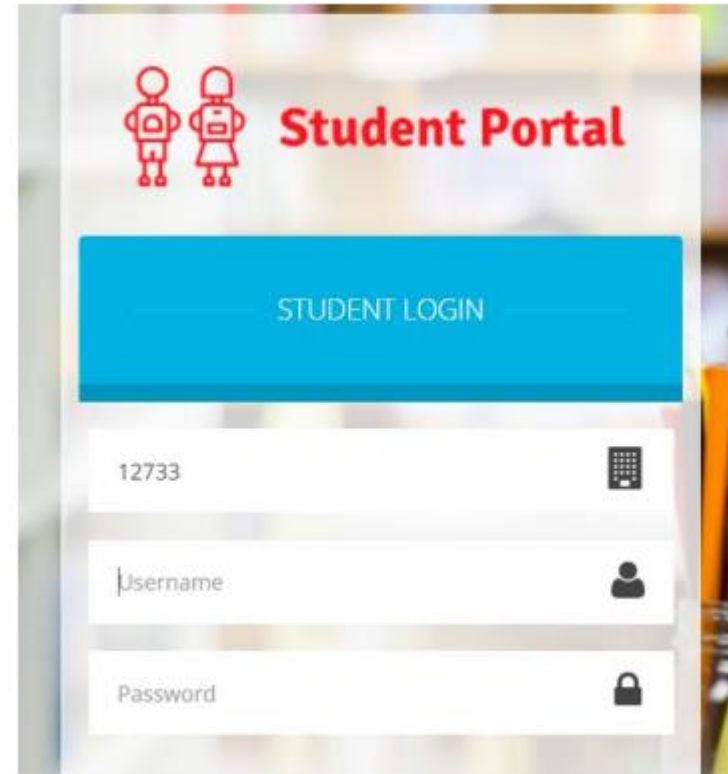 Student Portal
STUDENT LOGIN
12733
Username
Password